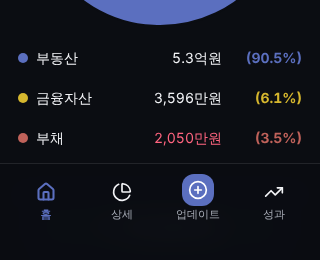 부동산 5.3억원 (90.5%)
금융자산 3,596만원 (6.1%)
부채 2,050만원 (3.5%)
홈 상세 업데이트 성과